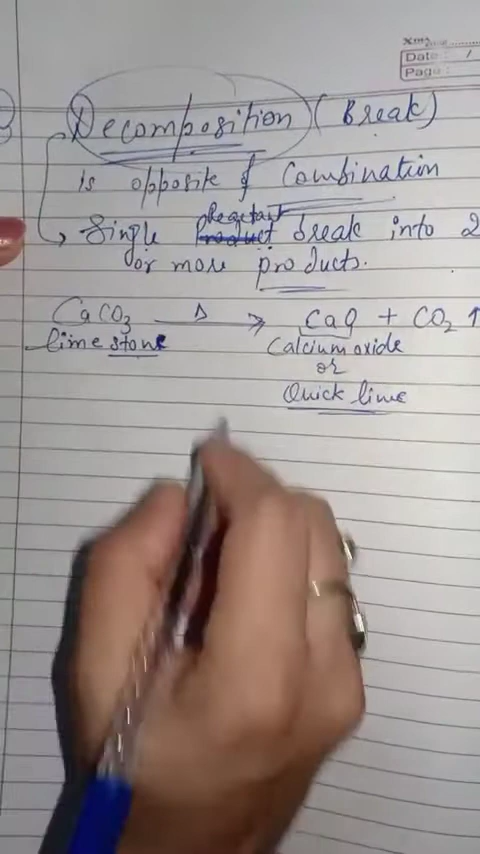 Date: /
Page:
Decomposition (Break)
is opposite of Combination
→ Single Reactant break into 2
or more products.
CaCO₃ —Δ→ CaO + CO₂ ↑
lime stone Calcium oxide
or
Quick lime